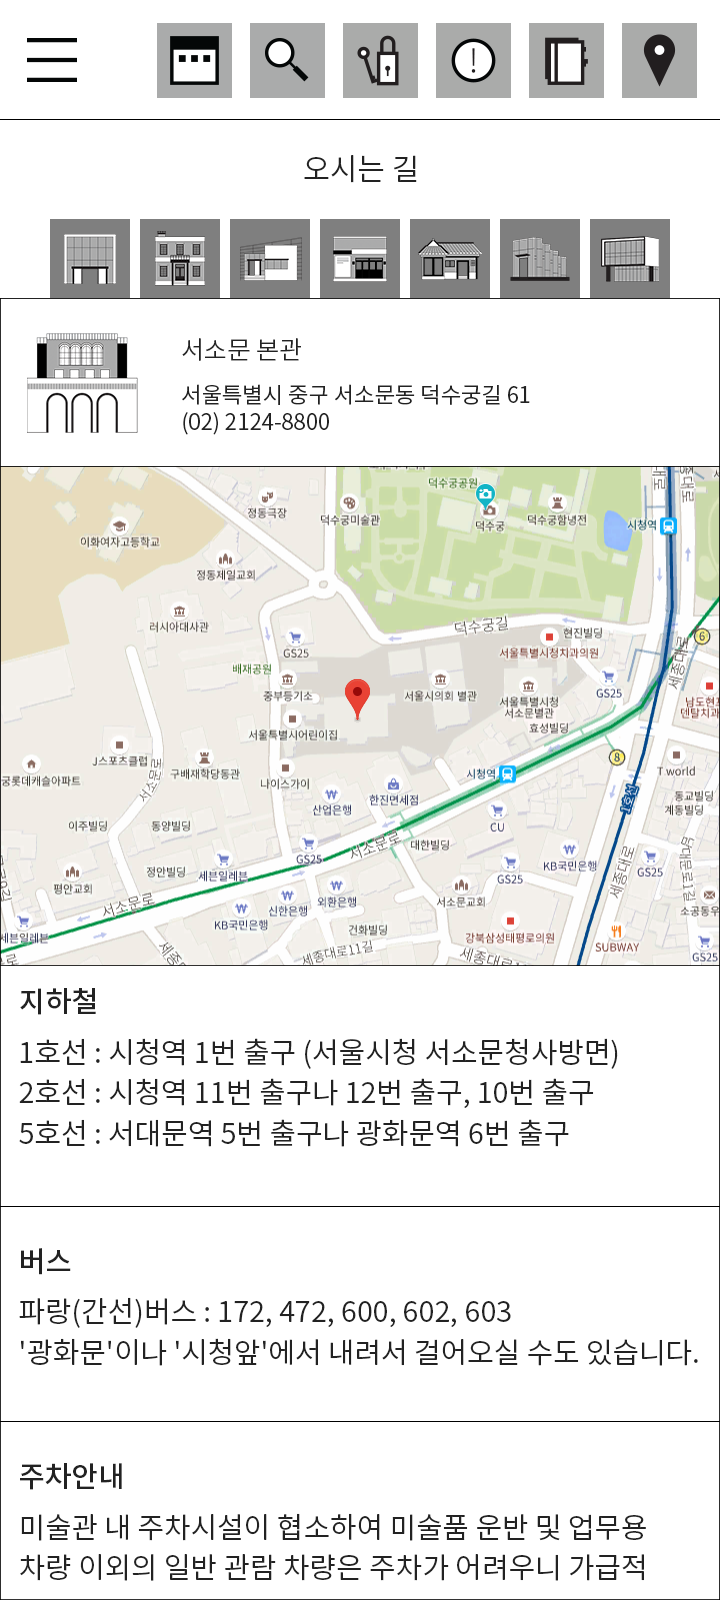 오시는 길
서소문 본관
서울특별시 중구 서소문동 덕수궁길 61
(02) 2124-8800
덕수궁공원
정동극장
덕수궁미술관
덕수궁
덕수궁함녕전
시청역
이화여자고등학교
정동제일교회
러시아대사관
덕수궁길
현진빌딩
6
GS25
서울특별시청치과의원
세종대로
배재공원
중부등기소
서울시의회 별관
서울특별시청
서소문별관
GS25
덴탈치과
서울특별시어린이집
효성빌딩
J스포츠클럽
구배재학당동관
시청역
8
T world
궁롯데캐슬아파트
나이스가이
한진면세점
1호선
동교빌딩
계동빌딩
서소문로
산업은행
CU
이주빌딩
동양빌딩
서소문로
대한빌딩
GS25
세븐일레븐
정안빌딩
KB국민은행
GS25
GS25
세종대로
남대문로1길
평안교회
외환은행
신한은행
서소문교회
서소문로
KB국민은행
소공동우
세븐일레븐
건화빌딩
강북삼성태평로의원
SUBWAY
세종대로11길
GS25
지하철
1호선 : 시청역 1번 출구 (서울시청 서소문청사방면)
2호선 : 시청역 11번 출구나 12번 출구, 10번 출구
5호선 : 서대문역 5번 출구나 광화문역 6번 출구
버스
파랑(간선)버스 : 172, 472, 600, 602, 603
'광화문'이나 '시청앞'에서 내려서 걸어오실 수도 있습니다.
주차안내
미술관 내 주차시설이 협소하여 미술품 운반 및 업무용
차량 이외의 일반 관람 차량은 주차가 어려우니 가급적